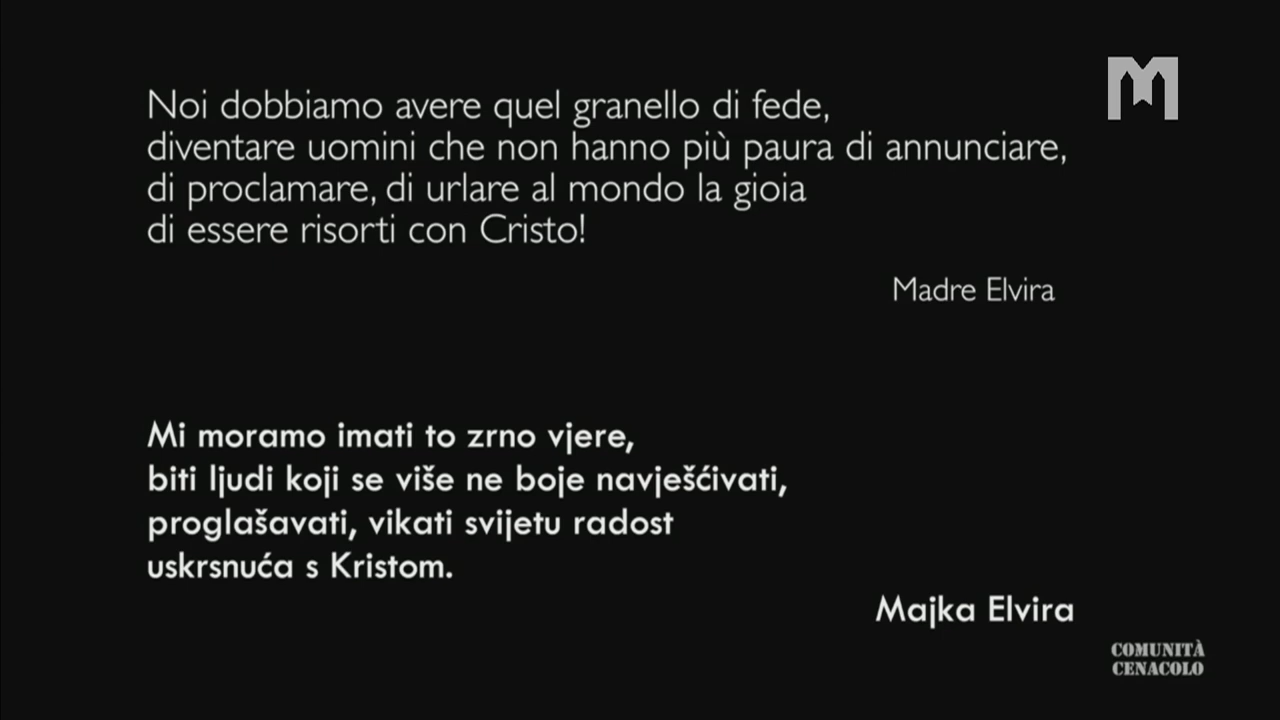 Noi dobbiamo avere quel granello di fede,
diventare uomini che non hanno più paura di annunciare,
di proclamare, di urlare al mondo la gioia
di essere risorti con Cristo!
Madre Elvira
Mi moramo imati to zrno vjere,
biti ljudi koji se više ne boje navješćivati,
proglašavati, vikati svijetu radost
uskrsnuća s Kristom.
Majka Elvira
COMUNITÀ
CENACOLO